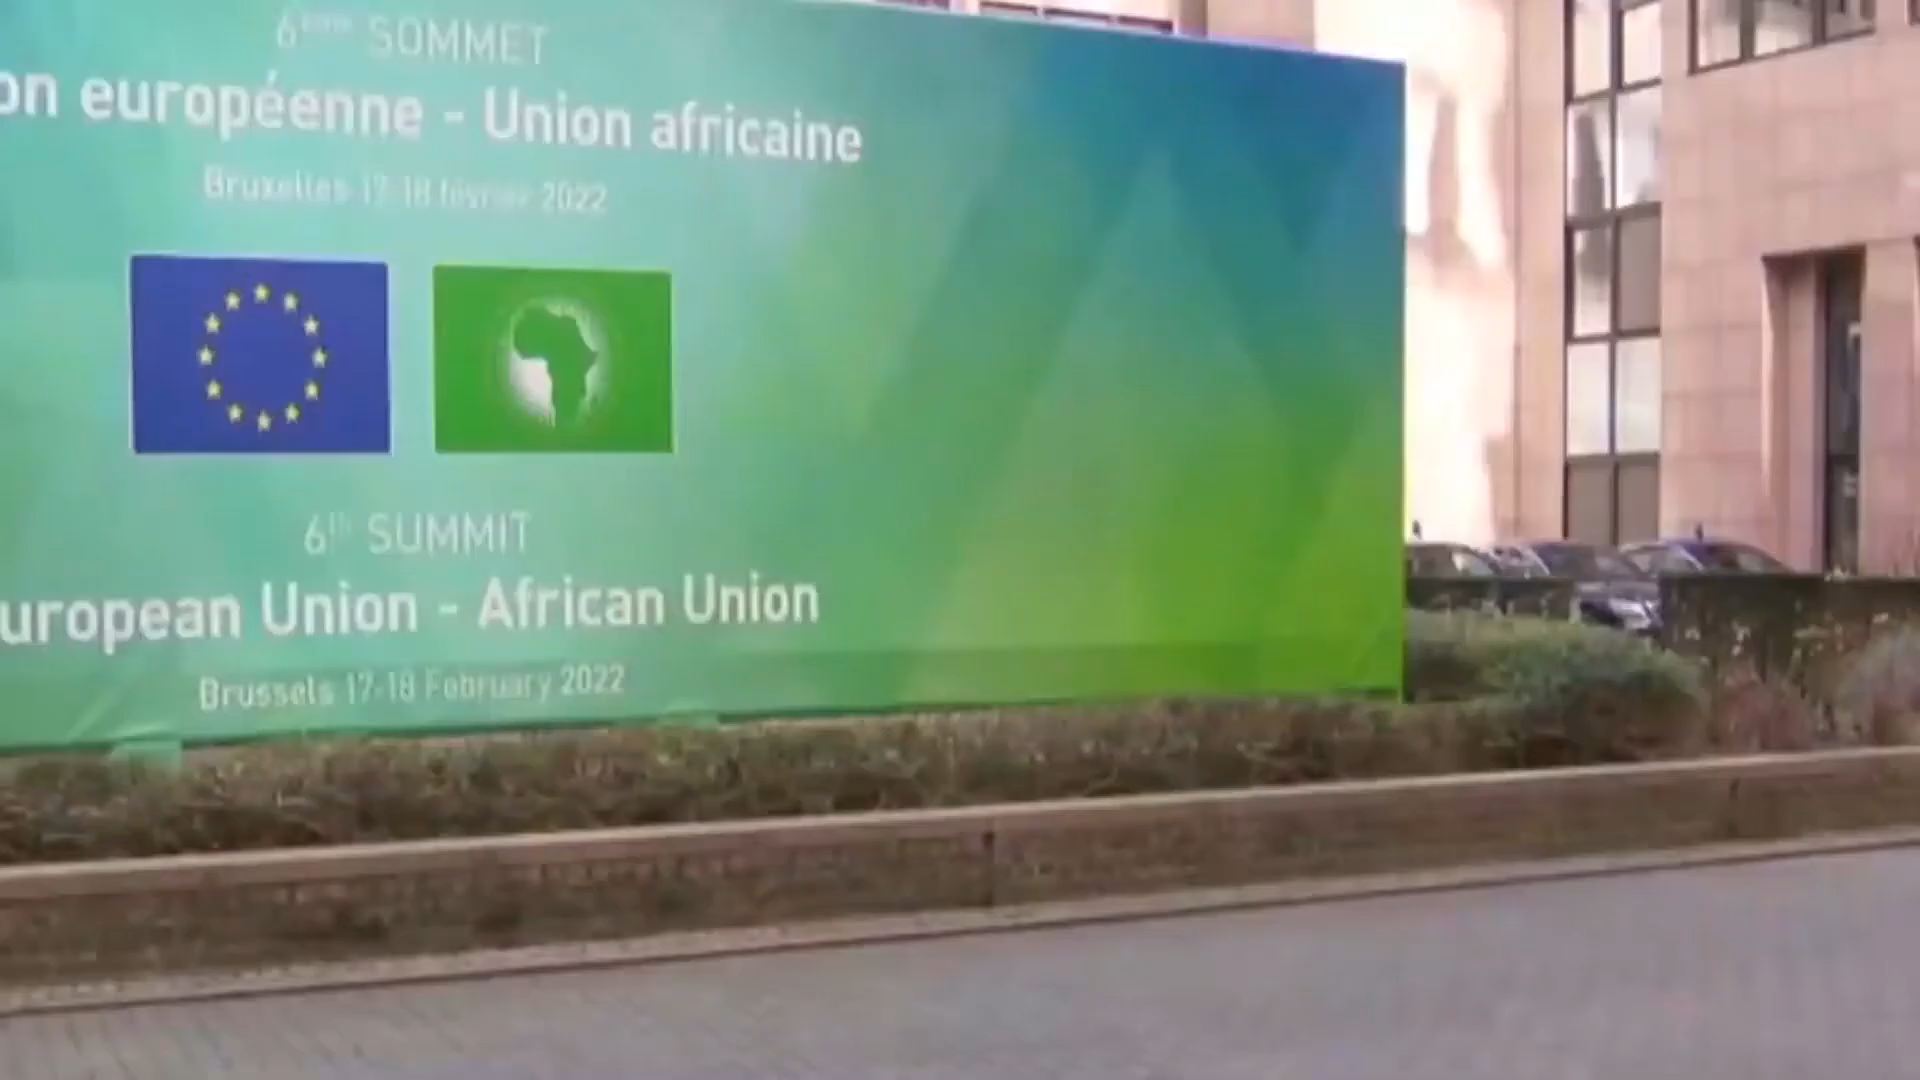 6ème SOMMET
on européenne - Union africaine
Bruxelles 17-18 février 2022
6th SUMMIT
uropean Union - African Union
Brussels 17-18 February 2022